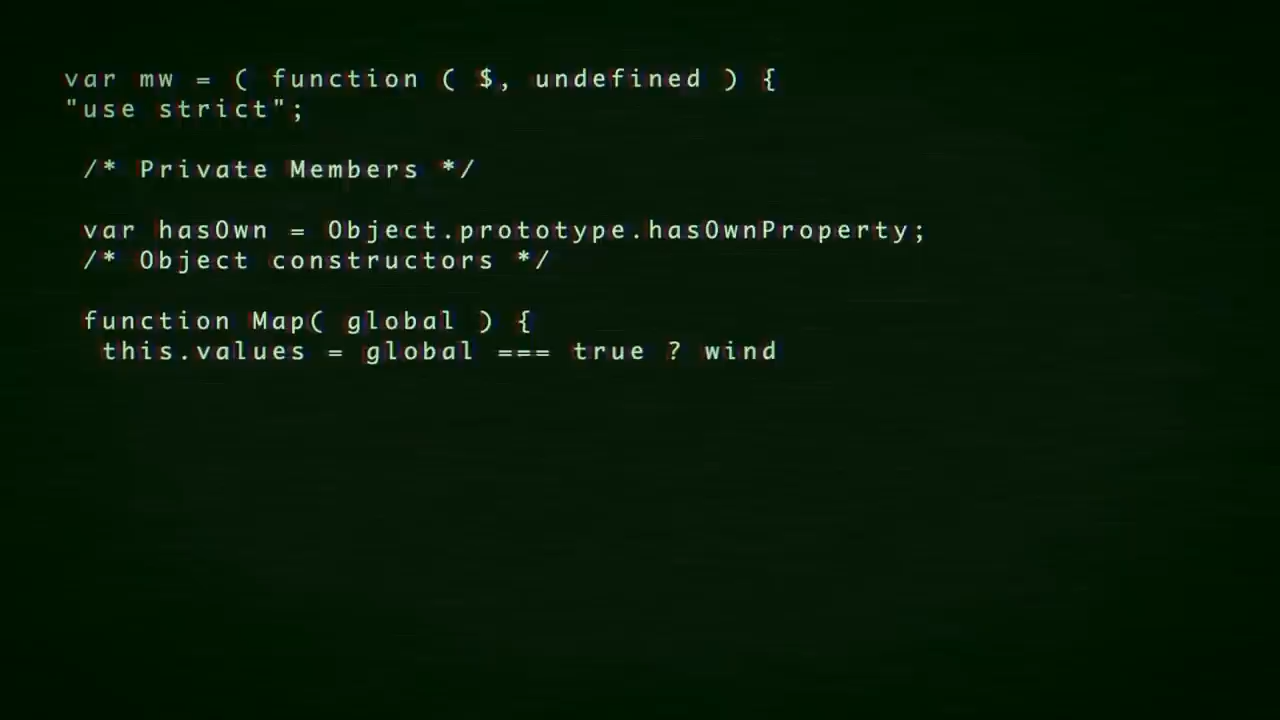 var mw = ( function ( $, undefined ) {
"use strict";
/* Private Members */
var hasOwn = Object.prototype.hasOwnProperty;
/* Object constructors */
function Map( global ) {
this.values = global === true ? wind